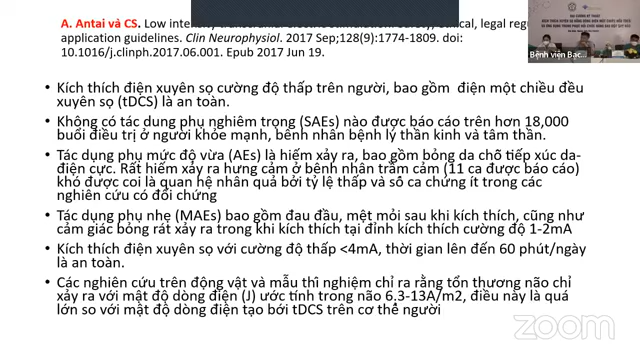 A. Antai và CS. Low intensity
clinical, legal regu
application guidelines. Clin Neurophysiol. 2017 Sep;128(9):1774-1809. doi:
10.1016/j.clinph.2017.06.001. Epub 2017 Jun 19.
• Kích thích điện xuyên sọ cường độ thấp trên người, bao gồm điện một chiều đều
xuyên sọ (tDCS) là an toàn.
• Không có tác dụng phụ nghiêm trọng (SAEs) nào được báo cáo trên hơn 18,000
buổi điều trị ở người khỏe mạnh, bênh nhân bệnh lý thần kinh và tâm thần.
• Tác dụng phụ mức độ vừa (AEs) là hiếm xảy ra, bao gồm bỏng da chỗ tiếp xúc da-
điện cực. Rất hiếm xảy ra hưng cảm ở bệnh nhân trầm cảm (11 ca được báo cáo)
khó được coi là quan hệ nhân quả bởi tỷ lệ thấp và số ca chứng ít trong các
nghiên cứu có đối chứng
• Tác dụng phụ nhẹ (MAEs) bao gồm đau đầu, mệt mỏi sau khi kích thích, cũng như
cảm giác bỏng rát xảy ra trong khi kích thích tại đỉnh kích thích cường độ 1-2mA
• Kích thích điện xuyên sọ với cường độ thấp <4mA, thời gian lên đến 60 phút/ngày
là an toàn.
• Các nghiên cứu trên động vật và mẫu thì nghiệm chỉ ra rằng tổn thương não chỉ
xảy ra với mật độ dòng điện (J) ước tính trong não 6.3-13A/m2, điều này là quá
lớn so với mật độ dòng điện tạo bới tDCS trên cơ thể người
Bệnh viện Bạc...
zoom